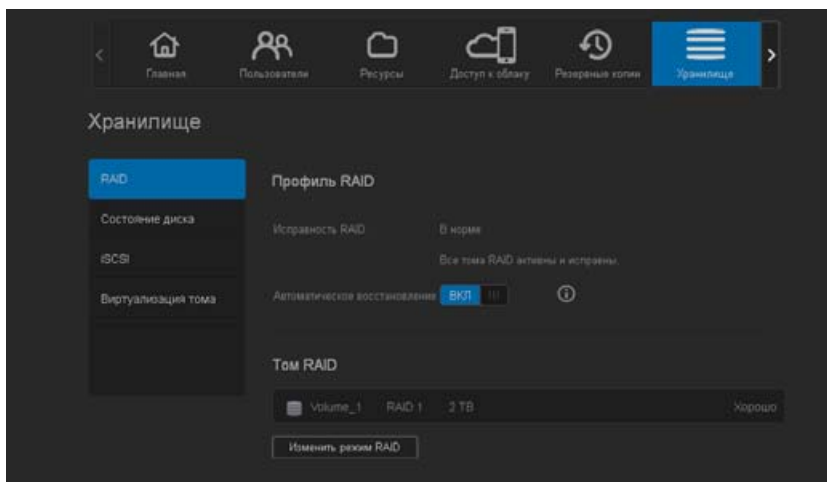 Главная Пользователи Ресурсы Доступ к облаку Резервные копии Хранилище
Хранилище
RAID
Состояние диска
iSCSI
Виртуализация тома
Профиль RAID
Исправность RAID В норме
Все тома RAID активны и исправны.
Автоматическое восстановление ВКЛ
Том RAID
Volume_1 RAID 1 2 TB Хорошо
Изменить режим RAID